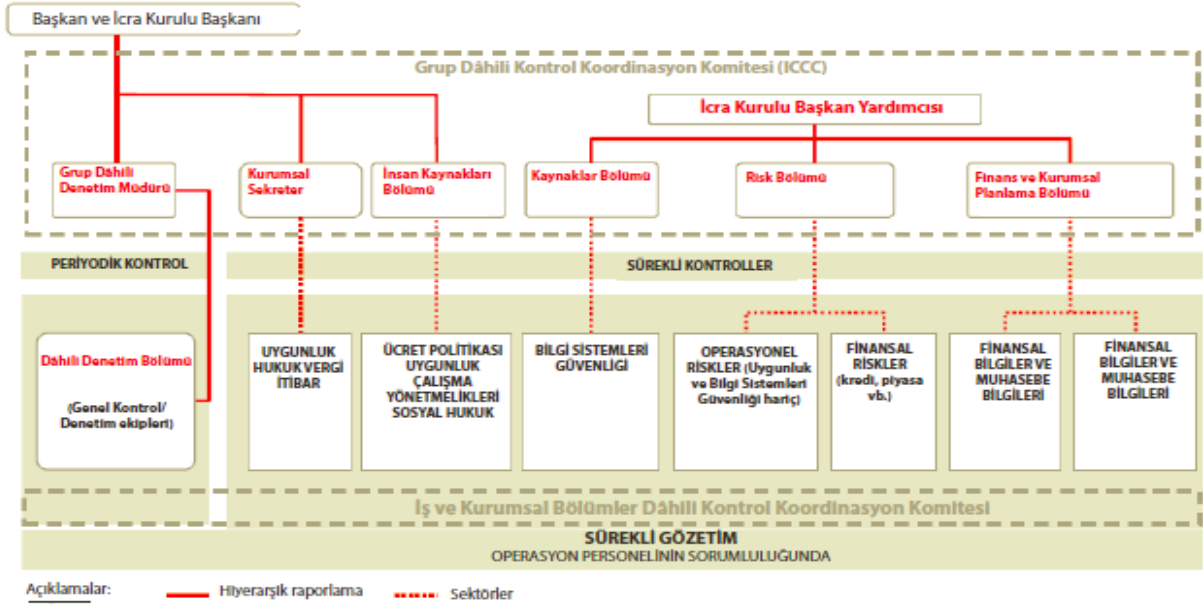 Başkan ve İcra Kurulu Başkanı
Grup Dâhili Kontrol Koordinasyon Komitesi (ICCC)
İcra Kurulu Başkan Yardımcısı
Grup Dâhili
Denetim Müdürü
Kurumsal
Sekreter
İnsan Kaynakları
Bölümü
Kaynaklar Bölümü
Risk Bölümü
Finans ve Kurumsal
Planlama Bölümü
PERİYODİK KONTROL
SÜREKLİ KONTROLLER
Dâhili Denetim Bölümü
(Genel Kontrol/
Denetim ekipleri)
UYGUNLUK
HUKUK VERGİ
İTİBAR
ÜCRET POLİTİKASI
UYGUNLUK
ÇALIŞMA
YÖNETMELİKLERİ
SOSYAL HUKUK
BİLGİ SİSTEMLERİ
GÜVENLİĞİ
OPERASYONEL
RİSKLER (Uygunluk
ve Bilgi Sistemleri
Güvenliği hariç)
FİNANSAL
RİSKLER
(kredi, piyasa
vb.)
FİNANSAL
BİLGİLER VE
MUHASEBE
BİLGİLERİ
FİNANSAL
BİLGİLER VE
MUHASEBE
BİLGİLERİ
İş ve Kurumsal Bölümler Dâhili Kontrol Koordinasyon Komitesi
SÜREKLİ GÖZETİM
OPERASYON PERSONELİNİN SORUMLULUĞUNDA
Açıklamalar:
Hiyerarşik raporlama
Sektörler